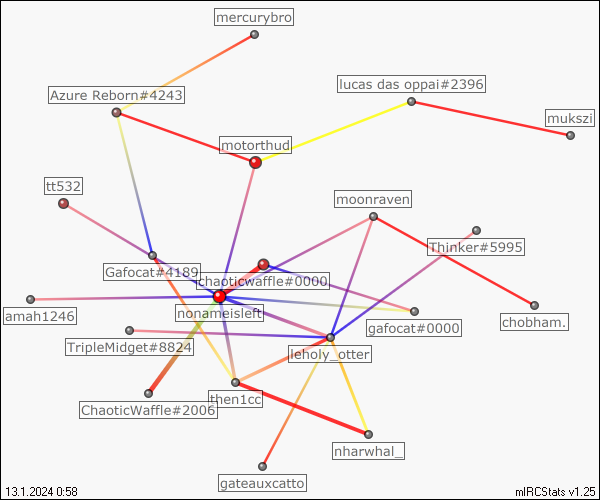 mercurybro
Azure Reborn#4243
lucas das oppai#2396
mukszi
motorthud
tt532
moonraven
Thinker#5995
Gafocat#4189
chaoticwaffle#0000
amah1246
nonameisleft
gafocat#0000
chobham.
TripleMidget#8824
leholy_otter
ChaoticWaffle#2006
then1cc
nharwhal_
gateauxcatto
13.1.2024 0:58
mIRCStats v1.25